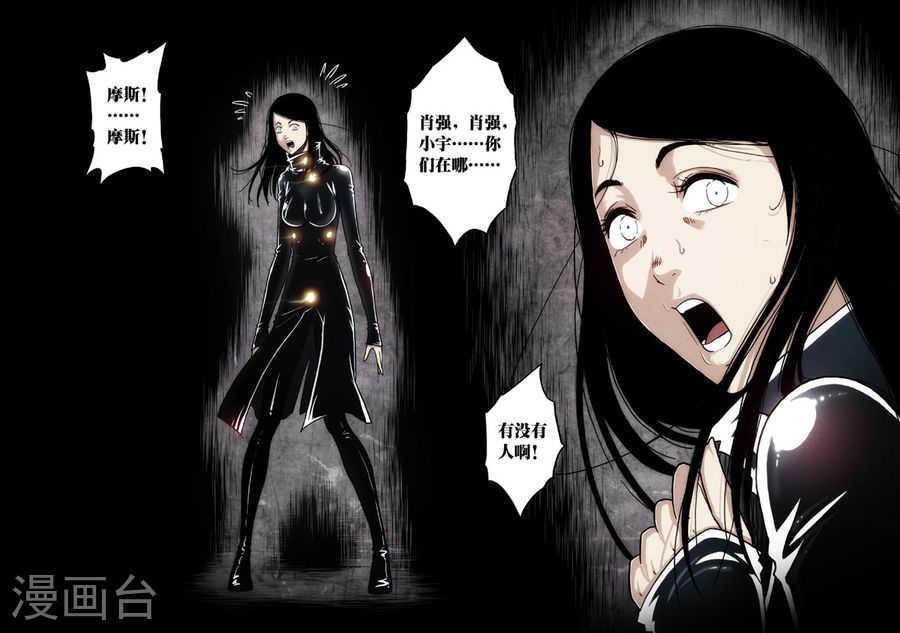 摩斯！
……
摩斯！
肖强，肖强，
小宇……你
们在哪……
有没有
人啊！
漫画台